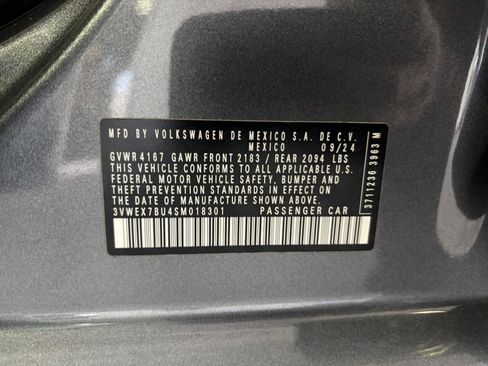 MFD BY VOLKSWAGEN DE MEXICO S.A. DE C.V.
MEXICO 09/24
GVWR 4167 GAWR FRONT 2183 / REAR 2094 LBS
THIS VEHICLE CONFORMS TO ALL APPLICABLE U.S.
FEDERAL MOTOR VEHICLE SAFETY, BUMPER AND
THEFT PREVENTION STANDARDS IN EFFECT ON
THE DATE OF MANUFACTURE SHOWN ABOVE.
3VWEX7BU4SM018301 PASSENGER CAR
3711236 3963 M